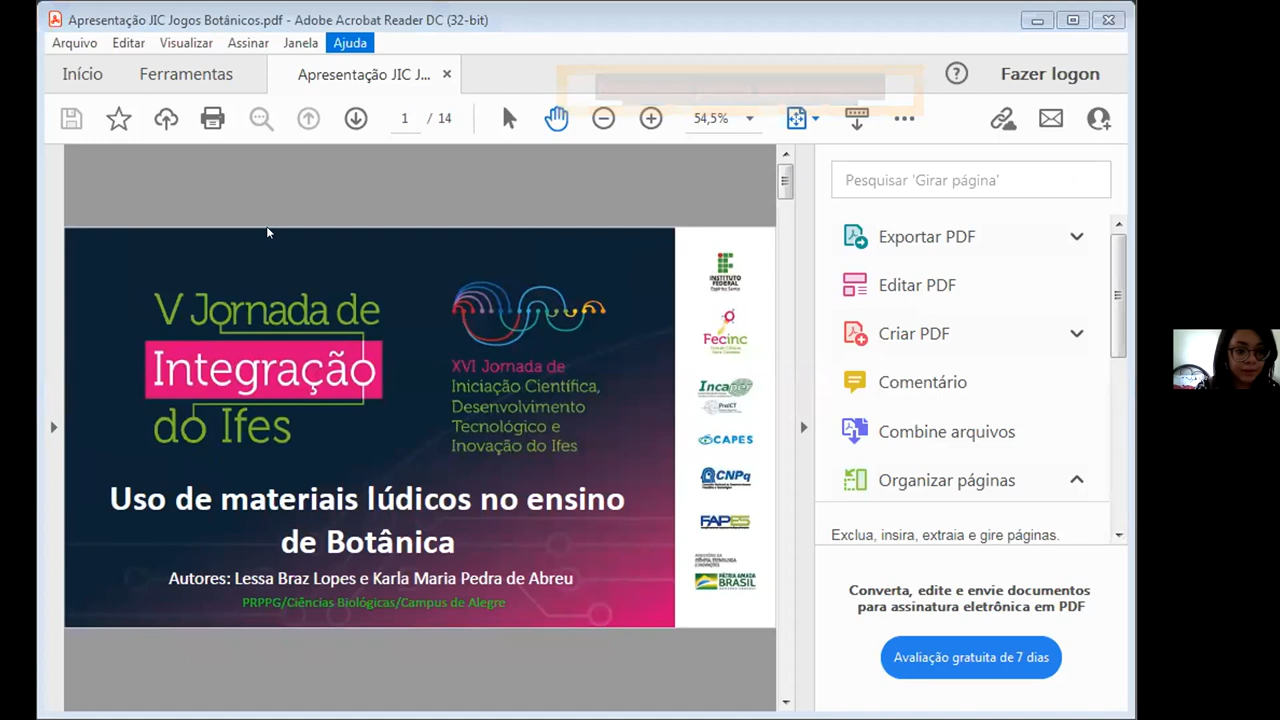 Apresentação JIC Jogos Botânicos.pdf - Adobe Acrobat Reader DC (32-bit)
Arquivo Editar Visualizar Assinar Janela Ajuda
Início Ferramentas Apresentação JIC J... Fazer logon
1 / 14 54,5%
Pesquisar 'Girar página'
Exportar PDF
Editar PDF
Criar PDF
Comentário
Combine arquivos
Organizar páginas
Exclua, insira, extraia e gire páginas.
Converta, edite e envie documentos
para assinatura eletrônica em PDF
Avaliação gratuita de 7 dias
V Jornada de
Integração
do Ifes
XVI Jornada de
Iniciação Científica,
Desenvolvimento
Tecnológico e
Inovação do Ifes
Uso de materiais lúdicos no ensino
de Botânica
Autores: Lessa Braz Lopes e Karla Maria Pedra de Abreu
PRPPG/Ciências Biológicas/Campus de Alegre
INSTITUTO
FEDERAL
Espírito Santo
Fecinc
Incaper
CAPES
CNPq
FAPES
PÁTRIA AMADA
BRASIL